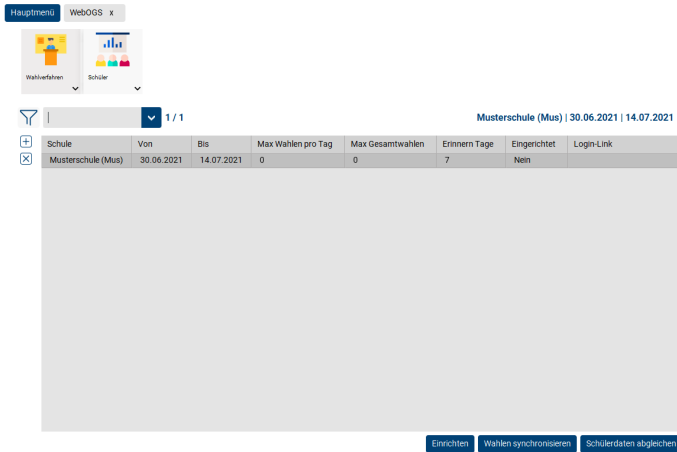 Hauptmenü WebOGS x
Wahlverfahren Schüler
1 / 1 Musterschule (Mus) | 30.06.2021 | 14.07.2021
Schule Von Bis Max Wahlen pro Tag Max Gesamtwahlen Erinnern Tage Eingerichtet Login-Link
Musterschule (Mus) 30.06.2021 14.07.2021 0 0 7 Nein
Einrichten Wahlen synchronisieren Schülerdaten abgleichen